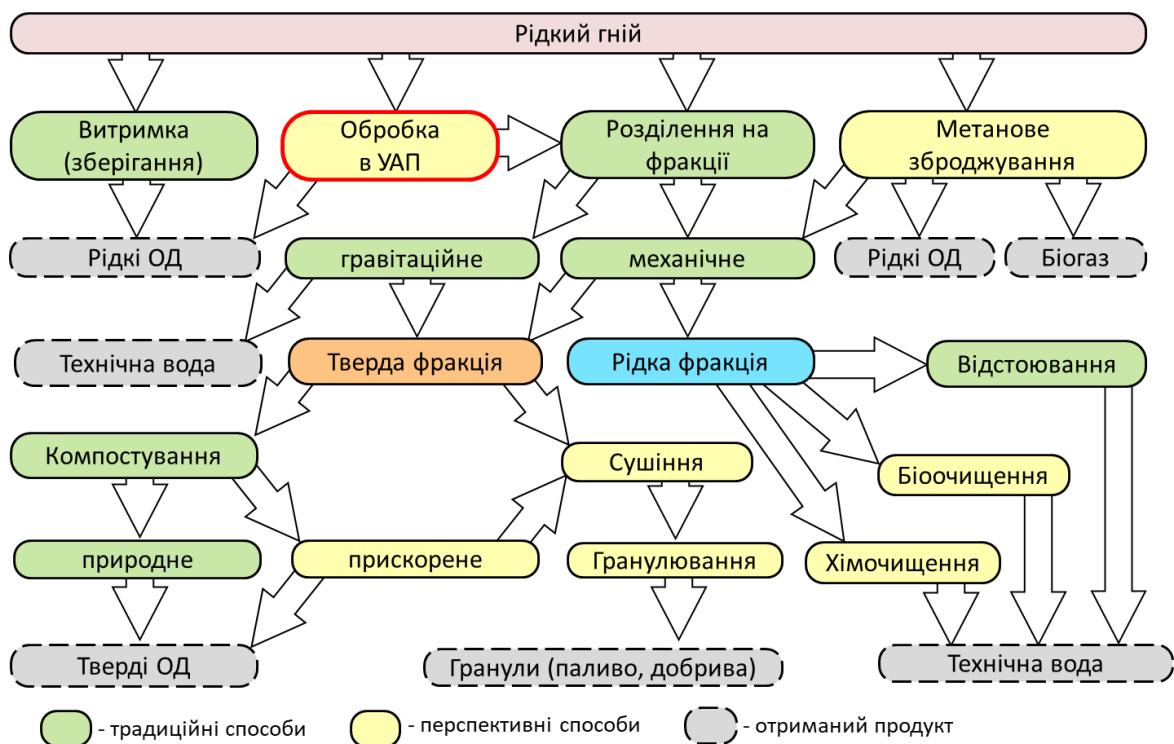 Рідкий гній
Витримка
(зберігання)
Обробка
в УАП
Розділення на
фракції
Метанове
зброджування
Рідкі ОД
гравітаційне
механічне
Рідкі ОД
Біогаз
Технічна вода
Тверда фракція
Рідка фракція
Відстоювання
Компостування
Сушіння
Біоочищення
природне
прискорене
Гранулювання
Хімочищення
Тверді ОД
Гранули (паливо, добрива)
Технічна вода
- традиційні способи
- перспективні способи
- отриманий продукт